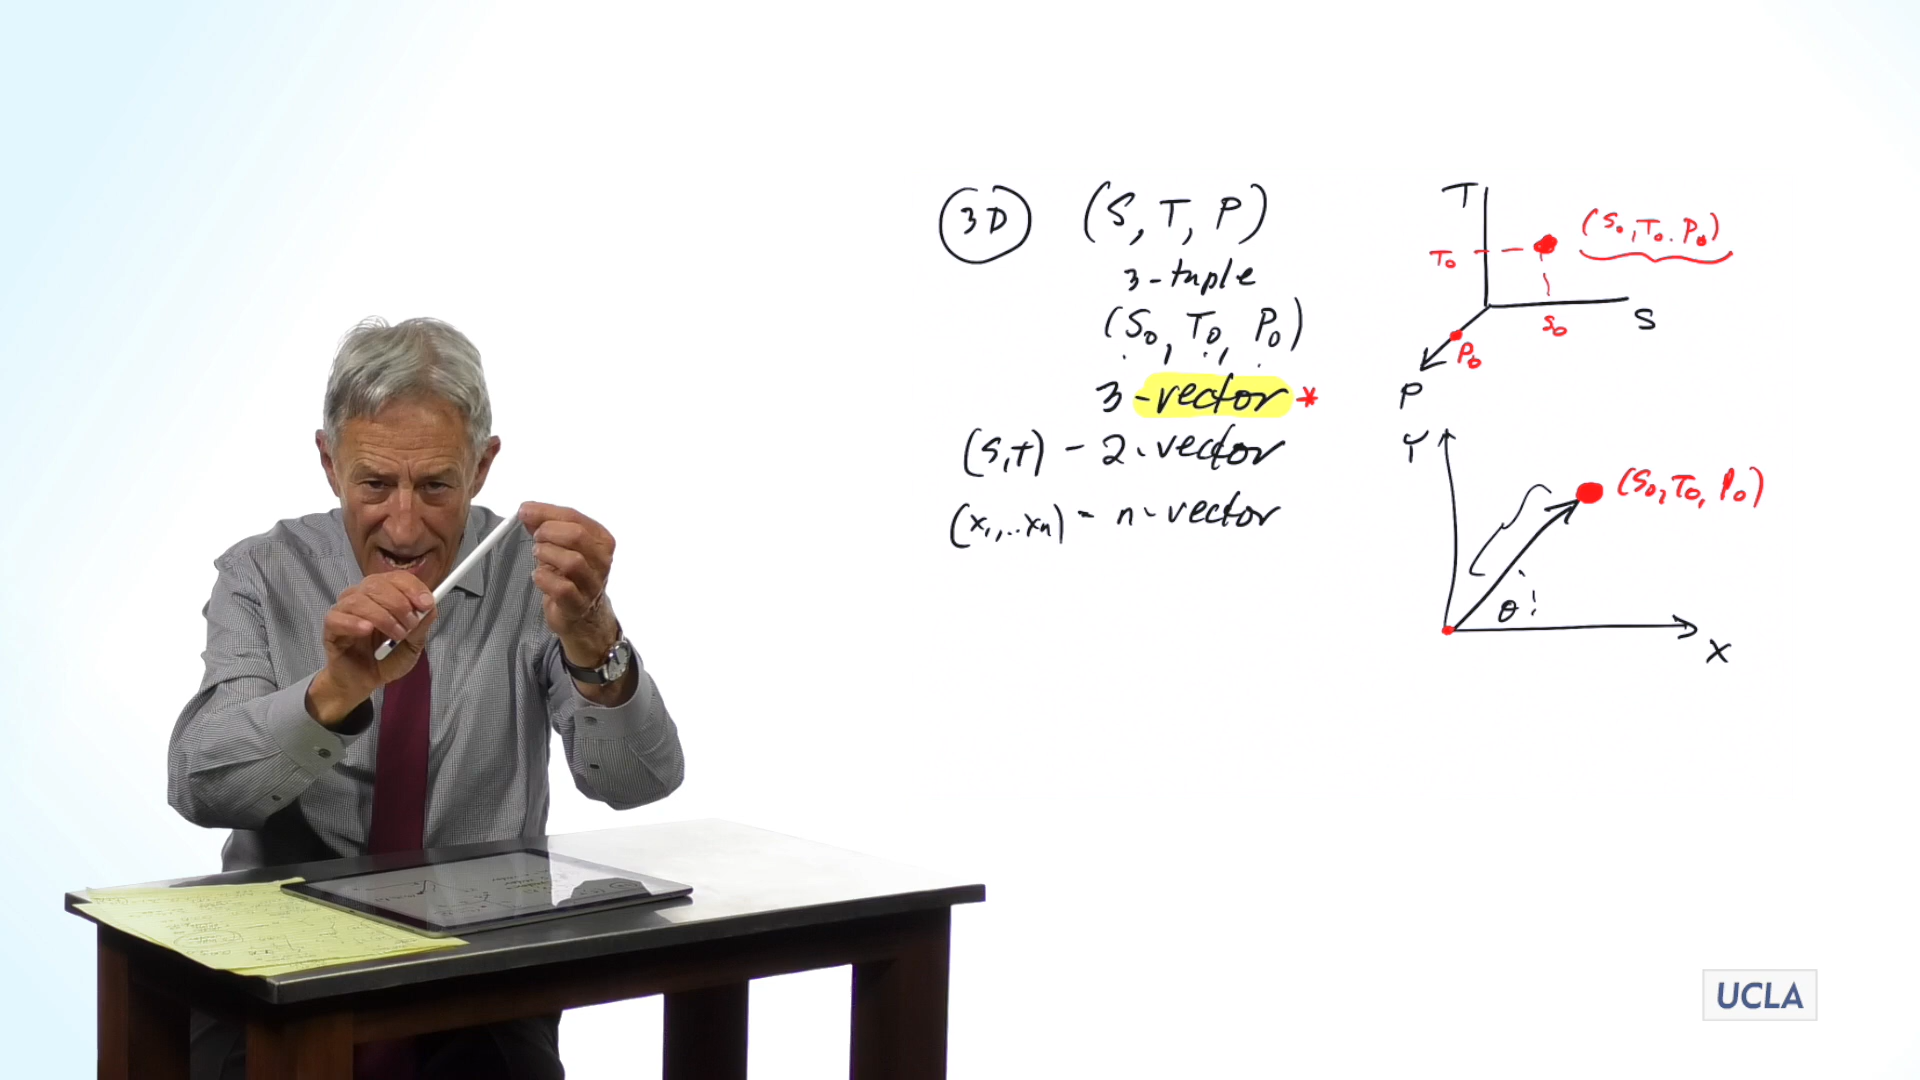 3D (S, T, P)
3-tuple
(S₀, T₀, P₀)
3-vector *
(S,T) - 2-vector
(x₁,..xₙ) - n-vector
T
T₀
(S₀,T₀.P₀)
S₀
S
P₀
P
Y
(S₀,T₀,P₀)
θ
X
UCLA